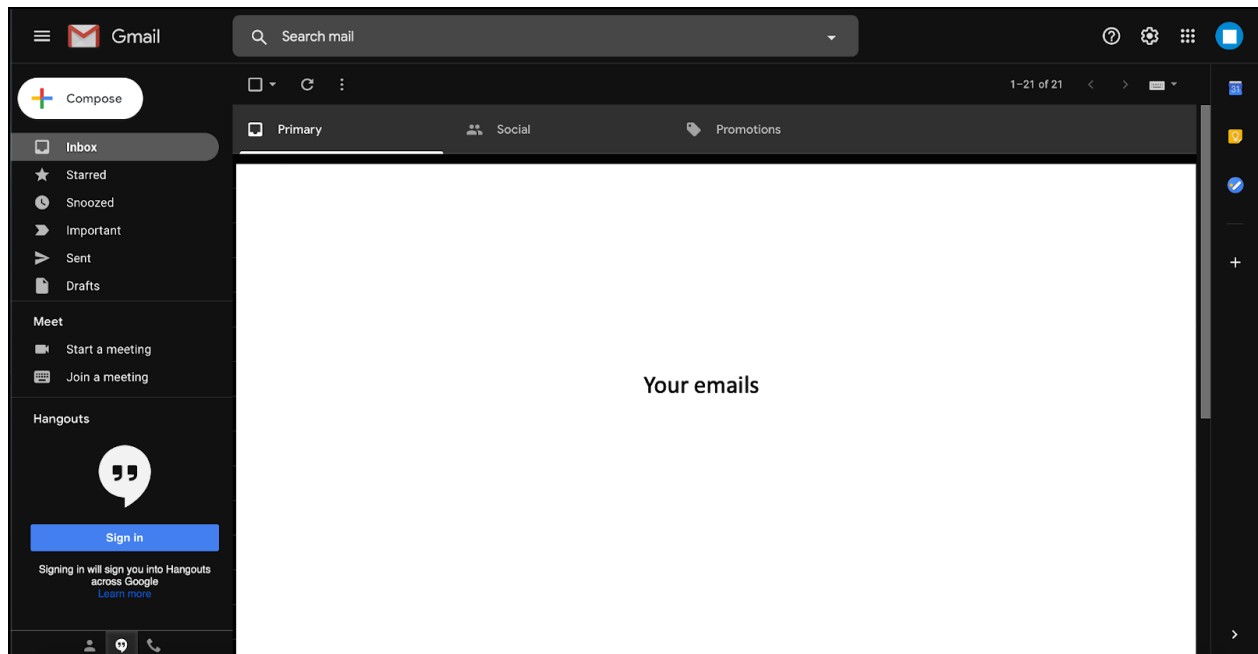 Gmail
Search mail
Compose
1–21 of 21
31
Primary
Social
Promotions
Inbox
Starred
Snoozed
Important
Sent
Drafts
Meet
Start a meeting
Join a meeting
Hangouts
Sign in
Signing in will sign you into Hangouts
across Google
Learn more
Your emails